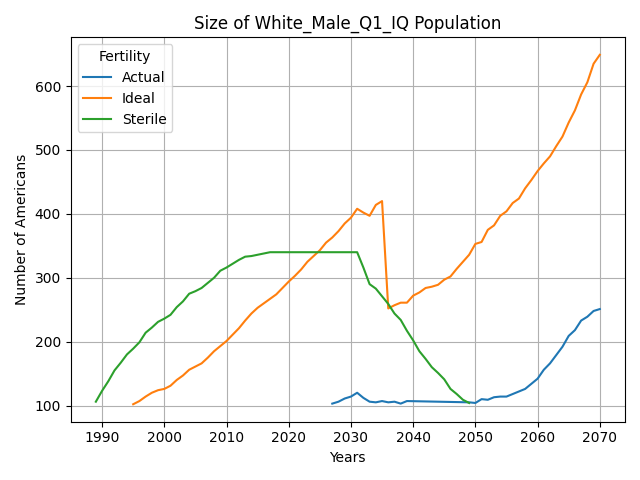 Size of White_Male_Q1_IQ Population
Fertility
Actual
Ideal
Sterile
Number of Americans
600
500
400
300
200
100
1990 2000 2010 2020 2030 2040 2050 2060 2070
Years